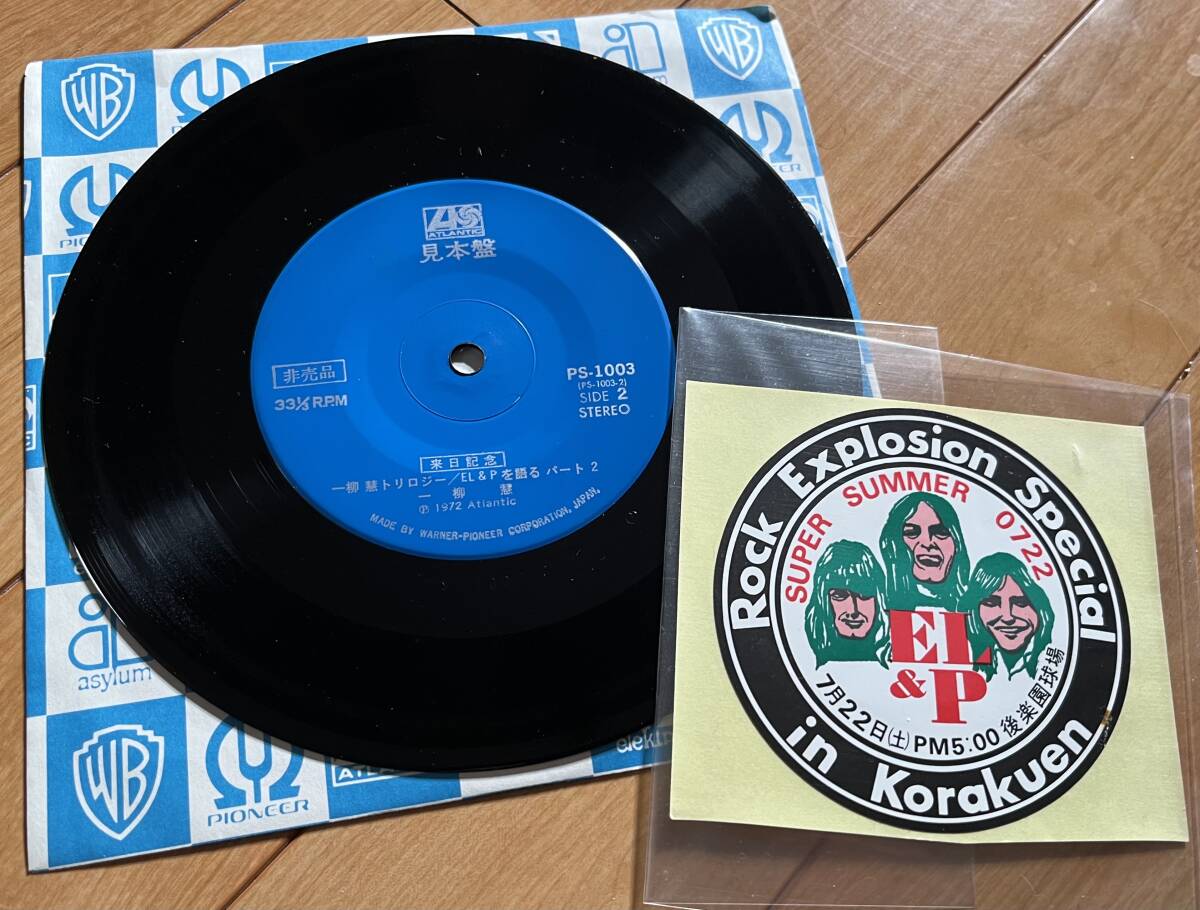 ATLANTIC
見本盤
非売品
33⅓ R.P.M
PS-1003
(PS-1003-2)
SIDE 2
STEREO
来日記念
一柳 慧トリロジー/EL&Pを語る パート 2
一 柳 慧
Ⓟ 1972 Atlantic
MADE BY WARNER-PIONEER CORPORATION, JAPAN.
Rock Explosion Special
SUPER SUMMER 0722
EL
&P
7月22日(土)PM5:00 後楽園球場
in Korakuen
WB
WB
PIONEER
asylum
WB
PIONEER